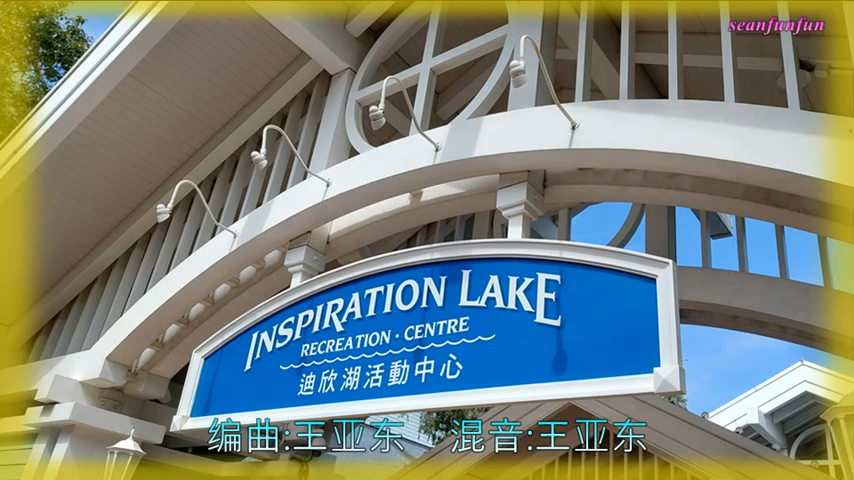 seanfunfun
INSPIRATION LAKE
RECREATION · CENTRE
迪欣湖活動中心
编曲:王亚东 混音:王亚东